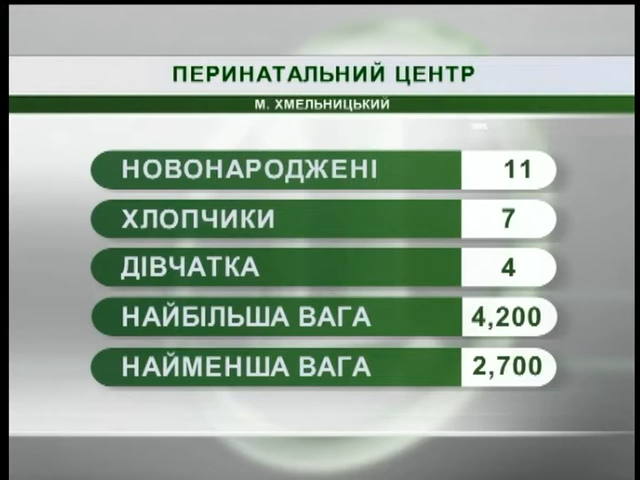 ПЕРИНАТАЛЬНИЙ ЦЕНТР
М. ХМЕЛЬНИЦЬКИЙ
НОВОНАРОДЖЕНІ 11
ХЛОПЧИКИ 7
ДІВЧАТКА 4
НАЙБІЛЬША ВАГА 4,200
НАЙМЕНША ВАГА 2,700